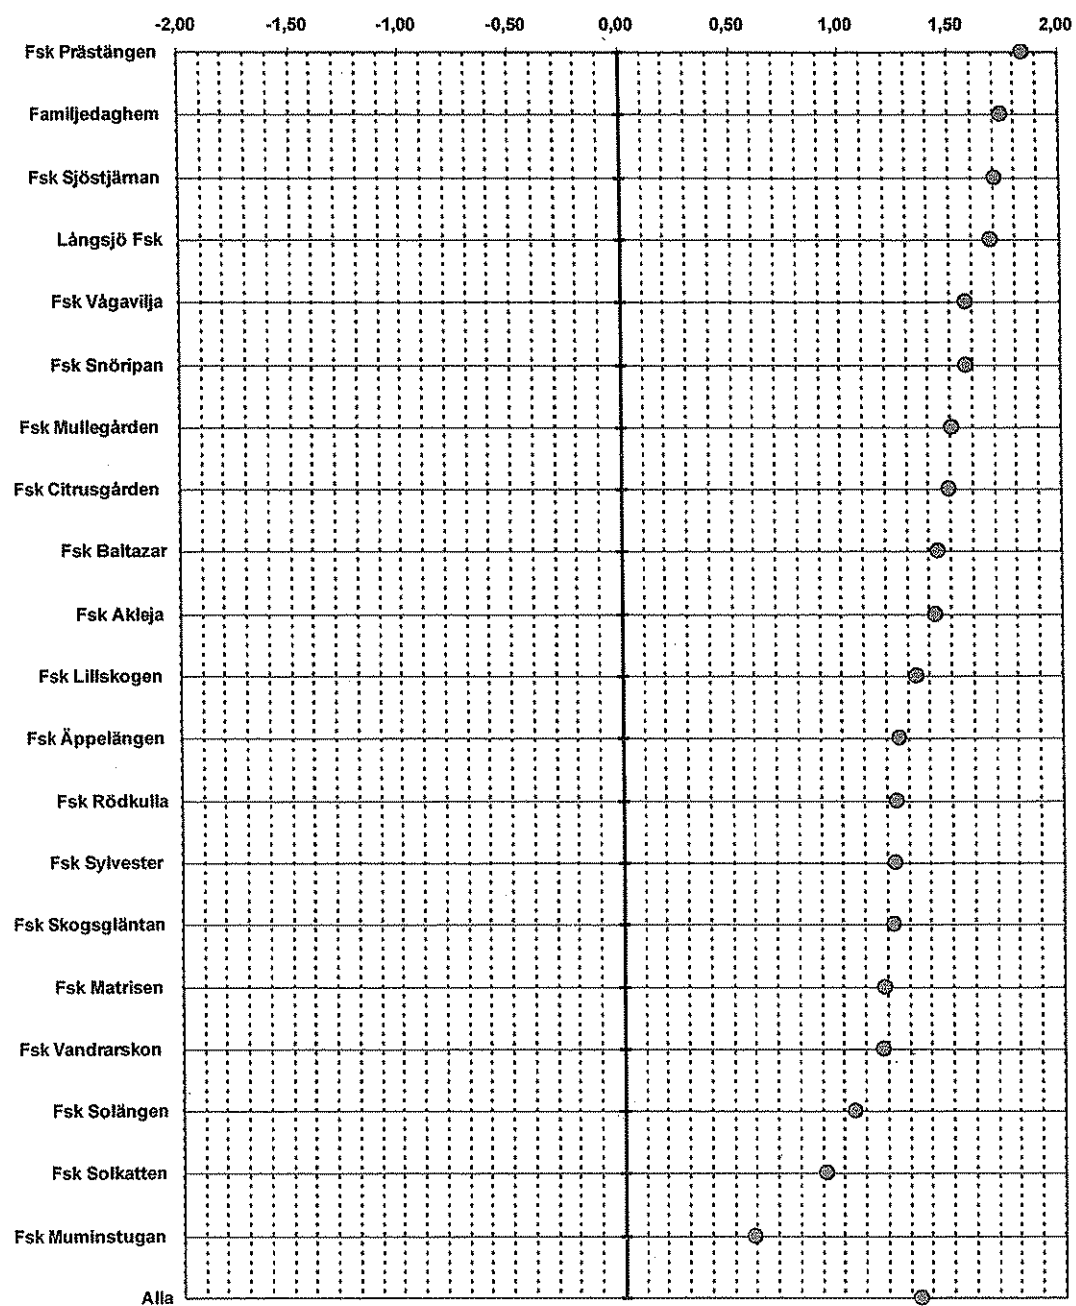 -2,00 -1,50 -1,00 -0,50 0,00 0,50 1,00 1,50 2,00
Fsk Prästängen
Familjedaghem
Fsk Sjöstjärnan
Långsjö Fsk
Fsk Vågavilja
Fsk Snöripan
Fsk Mullegården
Fsk Citrusgården
Fsk Baltazar
Fsk Akleja
Fsk Lillskogen
Fsk Äppelängen
Fsk Rödkulla
Fsk Sylvester
Fsk Skogsgläntan
Fsk Matrisen
Fsk Vandrarskon
Fsk Solängen
Fsk Solkatten
Fsk Muminstugan
Alla